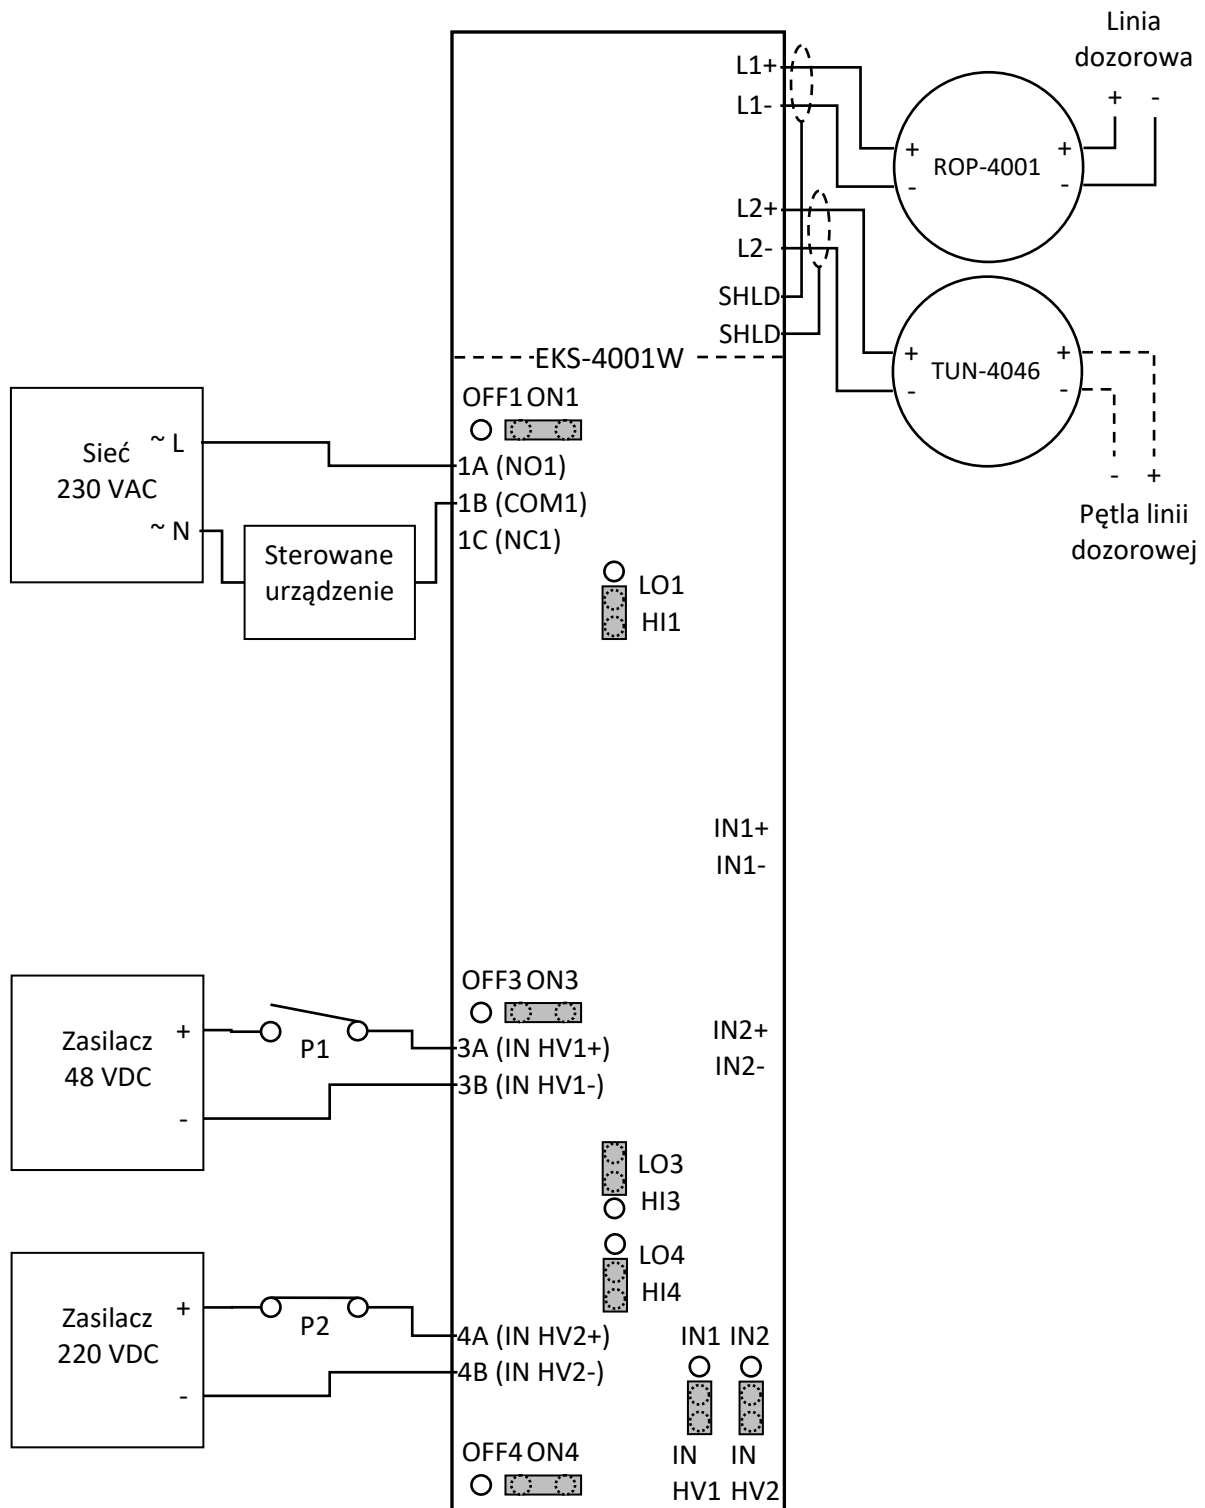 Linia
dozorowa
+ -
L1+
L1-
+ ROP-4001 +
- -
L2+
L2-
SHLD
SHLD
EKS-4001W
+ TUN-4046 +
- -
- +
Pętla linii
dozorowej
OFF1 ON1
Sieć
230 VAC
~ L
~ N
1A (NO1)
1B (COM1)
1C (NC1)
Sterowane
urządzenie
LO1
HI1
IN1+
IN1-
OFF3 ON3
Zasilacz
48 VDC
+
-
P1
3A (IN HV1+)
3B (IN HV1-)
IN2+
IN2-
LO3
HI3
LO4
HI4
Zasilacz
220 VDC
+
-
P2
4A (IN HV2+)
4B (IN HV2-)
IN1 IN2
OFF4 ON4
IN IN
HV1 HV2